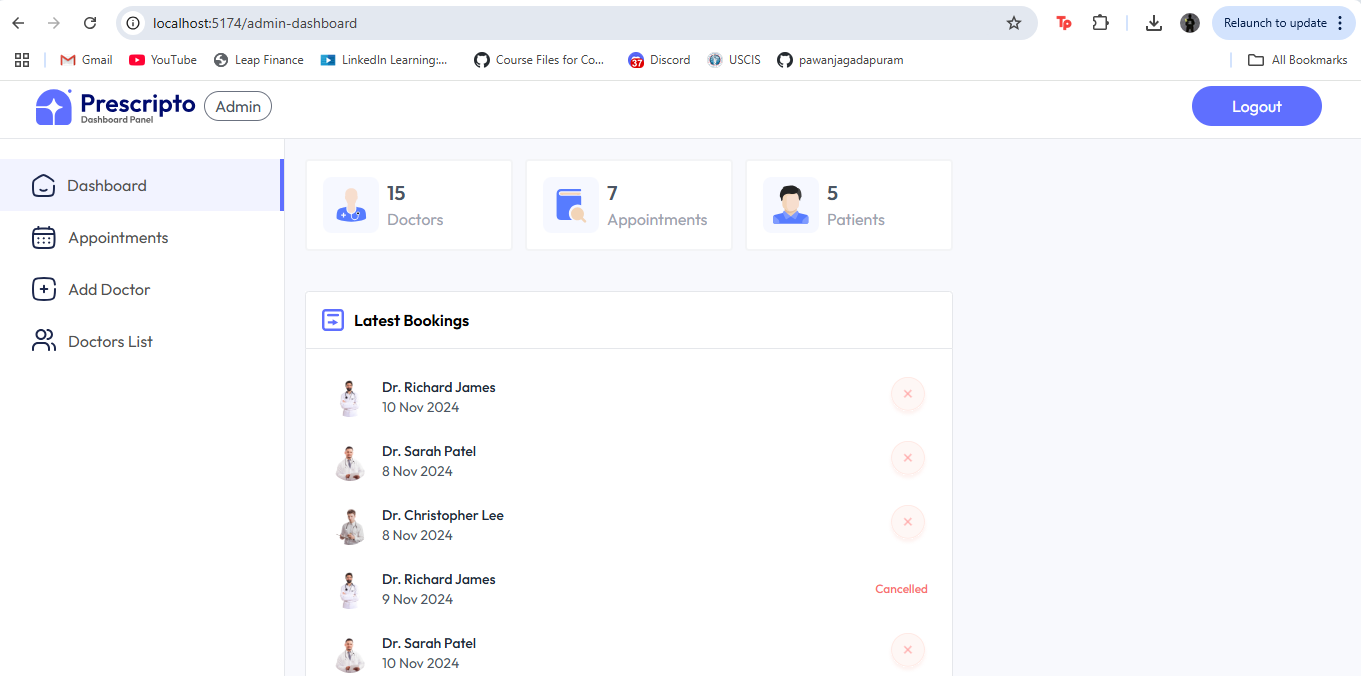 localhost:5174/admin-dashboard
Tp
Relaunch to update
Gmail
YouTube
Leap Finance
LinkedIn Learning:...
Course Files for Co...
37
Discord
USCIS
pawanjagadapuram
All Bookmarks
Prescripto
Dashboard Panel
Admin
Logout
Dashboard
Appointments
Add Doctor
Doctors List
15
Doctors
7
Appointments
5
Patients
Latest Bookings
Dr. Richard James
10 Nov 2024
Dr. Sarah Patel
8 Nov 2024
Dr. Christopher Lee
8 Nov 2024
Dr. Richard James
9 Nov 2024
Cancelled
Dr. Sarah Patel
10 Nov 2024